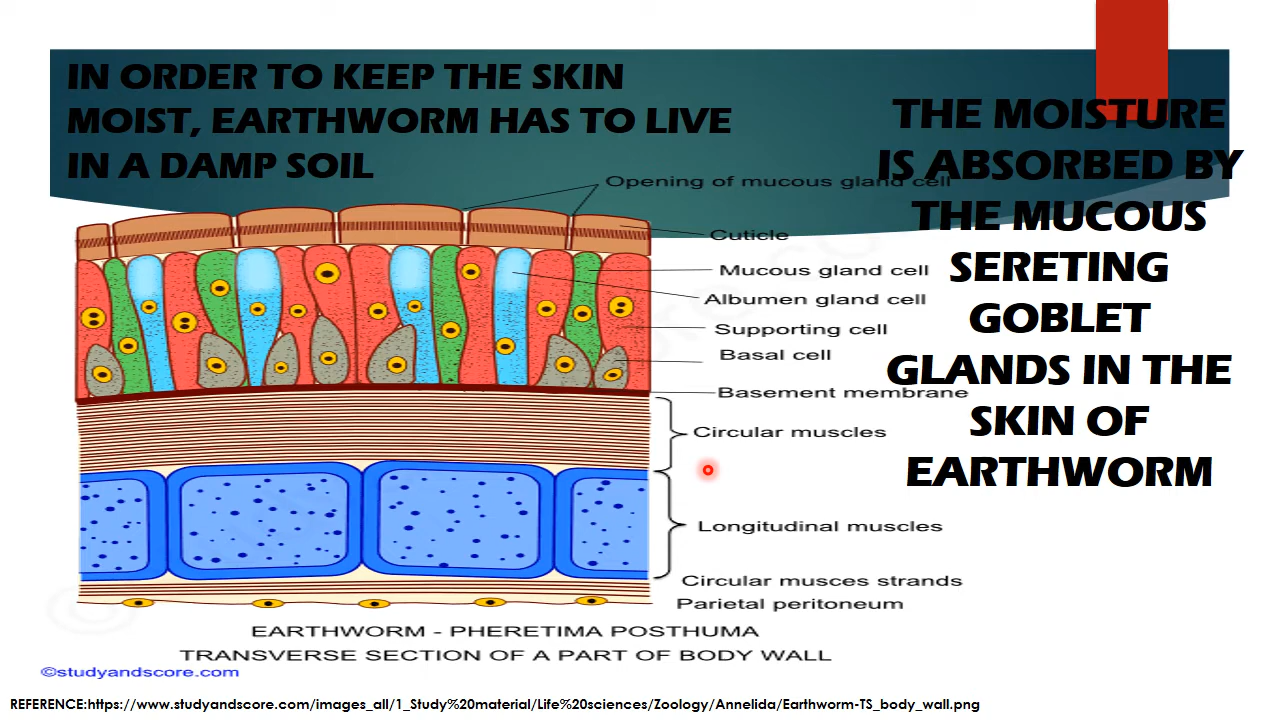 IN ORDER TO KEEP THE SKIN
MOIST, EARTHWORM HAS TO LIVE
IN A DAMP SOIL
THE MOISTURE
IS ABSORBED BY
THE MUCOUS
SERETING
GOBLET
GLANDS IN THE
SKIN OF
EARTHWORM
Opening of mucous gland cell
Cuticle
Mucous gland cell
Albumen gland cell
Supporting cell
Basal cell
Basement membrane
Circular muscles
Longitudinal muscles
Circular musces strands
Parietal peritoneum
EARTHWORM - PHERETIMA POSTHUMA
TRANSVERSE SECTION OF A PART OF BODY WALL
©studyandscore.com
REFERENCE:https://www.studyandscore.com/images_all/1_Study%20material/Life%20sciences/Zoology/Annelida/Earthworm-TS_body_wall.png